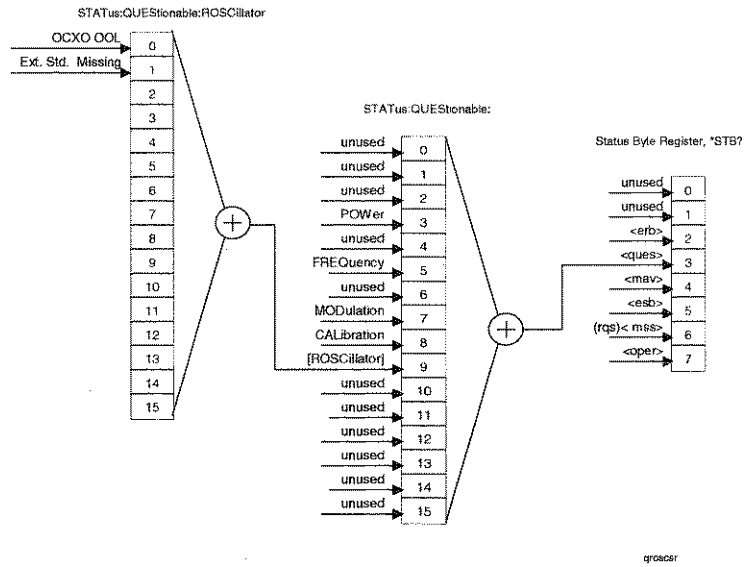 STATus:QUEStionable:ROSCillator
OCXO OOL
0
Ext. Std. Missing
1
2
3
4
5
6
7
8
9
10
11
12
13
14
15
+
STATus:QUEStionable:
unused
0
unused
1
unused
2
POWer
3
unused
4
FREQuency
5
unused
6
MODulation
7
CALibration
8
[ROSCillator]
9
unused
10
unused
11
unused
12
unused
13
unused
14
unused
15
+
Status Byte Register, *STB?
unused
0
unused
1
<erb>
2
<ques>
3
<mav>
4
<esb>
5
(rqs)< mss>
6
<oper>
7